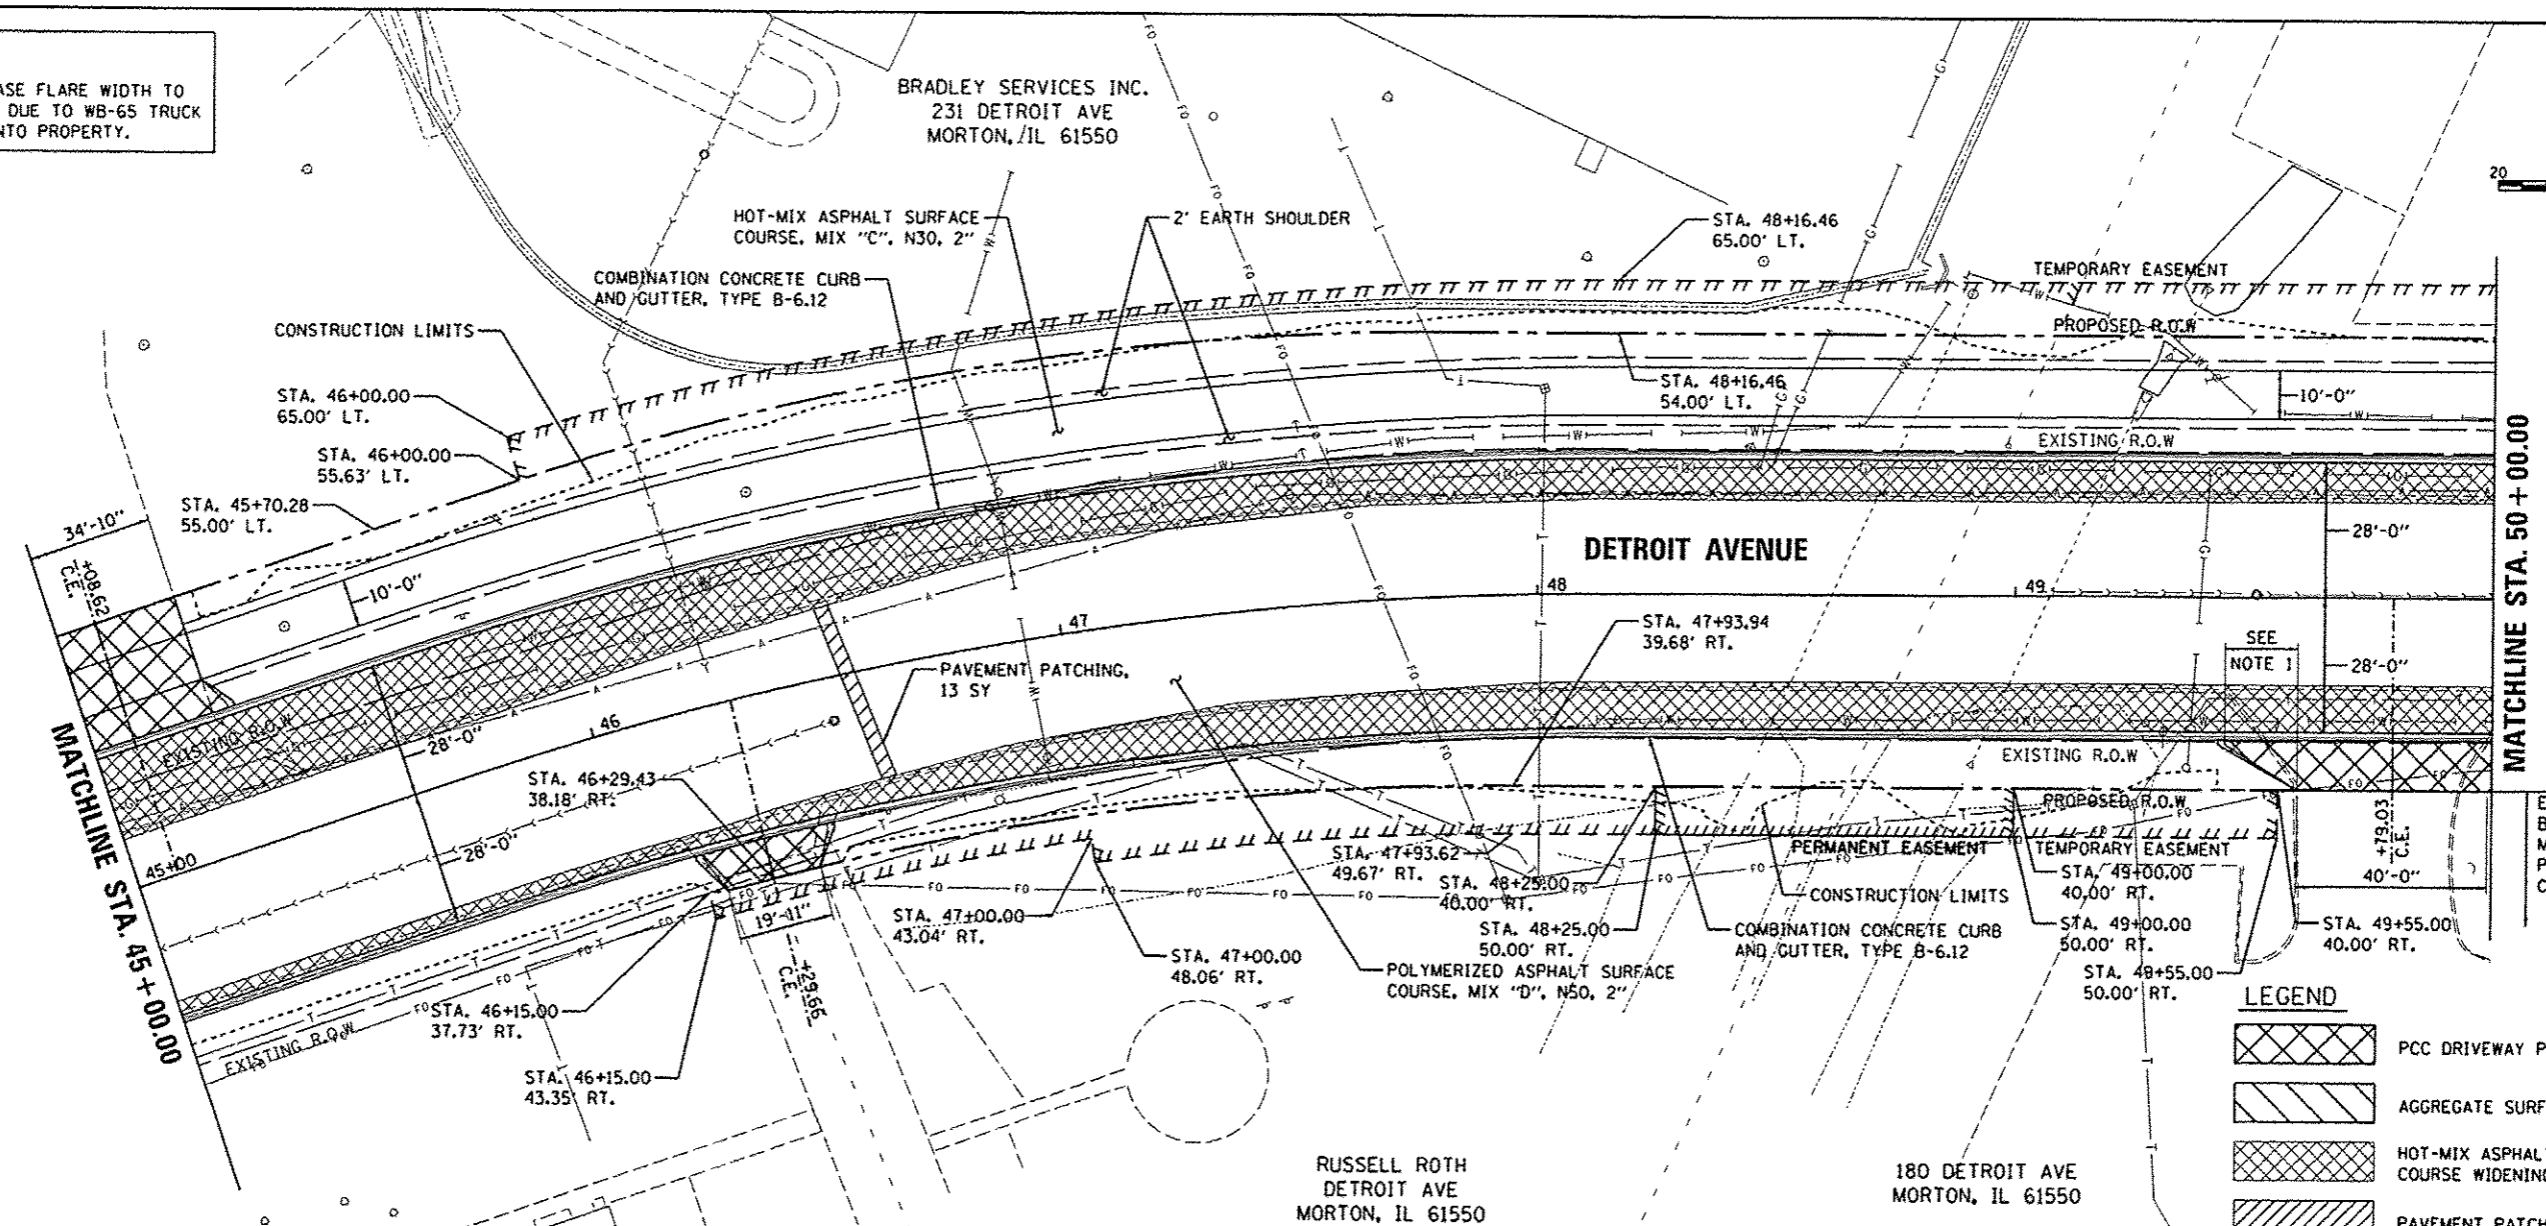 ASE FLARE WIDTH TO
DUE TO WB-65 TRUCK
NTO PROPERTY.
BRADLEY SERVICES INC.
231 DETROIT AVE
MORTON, IL 61550
20
HOT-MIX ASPHALT SURFACE
COURSE, MIX "C", N30, 2"
2' EARTH SHOULDER
STA. 48+16.46
65.00' LT.
COMBINATION CONCRETE CURB
AND GUTTER, TYPE B-6.12
TEMPORARY EASEMENT
CONSTRUCTION LIMITS
PROPOSED R.O.W
STA. 46+00.00
65.00' LT.
STA. 48+16.46
54.00' LT.
10'-0"
STA. 46+00.00
55.63' LT.
EXISTING R.O.W
STA. 45+70.28
55.00' LT.
34'-10"
+08.62
C.E.
10'-0"
DETROIT AVENUE
28'-0"
MATCHLINE STA. 50+00.00
48
49
47
STA. 47+93.94
39.68' RT.
SEE
NOTE 1
28'-0"
PAVEMENT PATCHING,
13 SY
46
EXISTING R.O.W
28'-0"
MATCHLINE STA. 45+00.00
45+00
STA. 46+29.43
38.18' RT.
28'-0"
EXISTING R.O.W
PROPOSED R.O.W
STA. 47+93.62
49.67' RT.
PERMANENT EASEMENT
TEMPORARY EASEMENT
+79.03
C.E.
40'-0"
STA. 48+25.00
40.00' RT.
CONSTRUCTION LIMITS
STA. 49+00.00
40.00' RT.
19'-11"
STA. 47+00.00
43.04' RT.
STA. 48+25.00
50.00' RT.
COMBINATION CONCRETE CURB
AND GUTTER, TYPE B-6.12
STA. 49+00.00
50.00' RT.
STA. 49+55.00
40.00' RT.
+29.66
C.E.
STA. 47+00.00
48.06' RT.
POLYMERIZED ASPHALT SURFACE
COURSE, MIX "D", N50, 2"
STA. 49+55.00
50.00' RT.
STA. 46+15.00
37.73' RT.
EXISTING R.O.W
STA. 46+15.00
43.35' RT.
LEGEND
PCC DRIVEWAY P
AGGREGATE SURF
HOT-MIX ASPHAL
COURSE WIDENING
PAVEMENT PATCH
RUSSELL ROTH
DETROIT AVE
MORTON, IL 61550
180 DETROIT AVE
MORTON, IL 61550